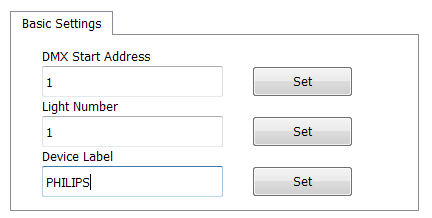 Basic Settings
DMX Start Address
1
Set
Light Number
1
Set
Device Label
PHILIPS
Set